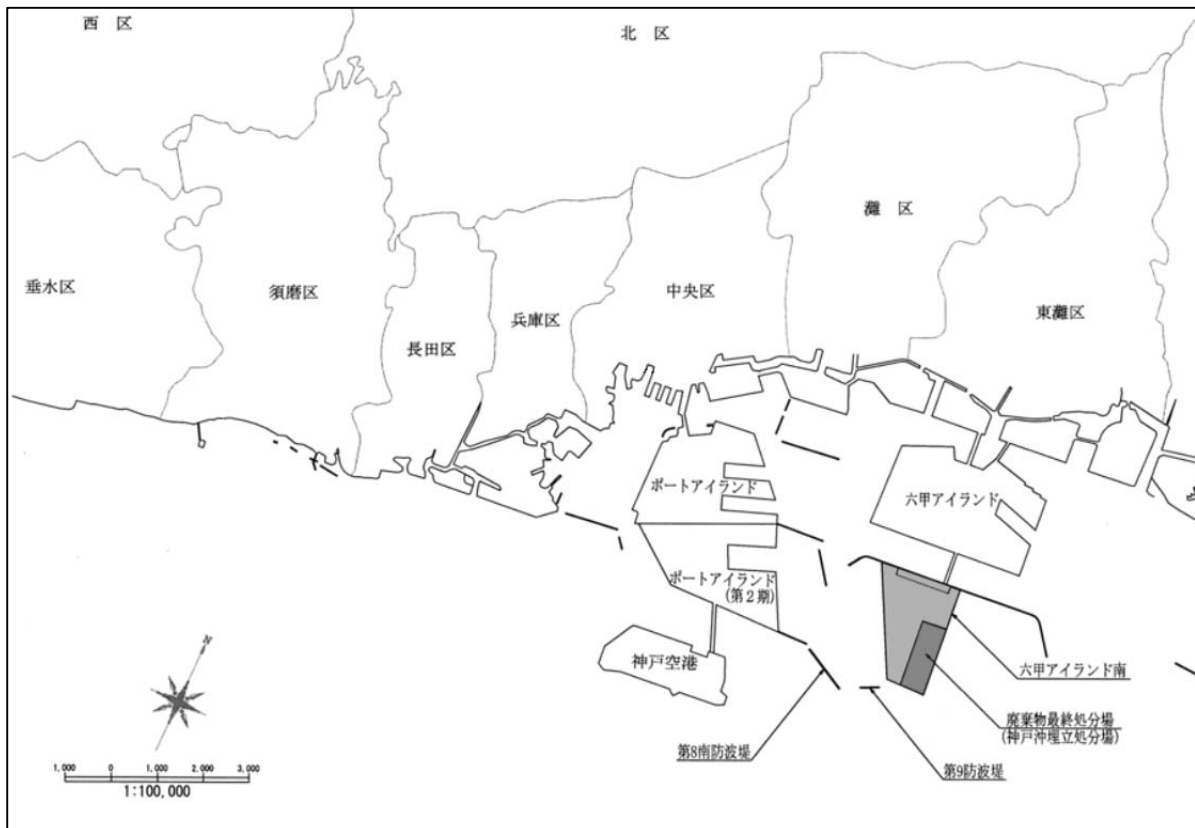 西 区
北 区
灘 区
垂水区
須磨区
中央区
東灘区
兵庫区
長田区
ポートアイランド
六甲アイランド
ポートアイランド
(第2期)
神戸空港
六甲アイランド南
廃棄物最終処分場
(神戸沖埋立処分場)
第8南防波堤
第9防波堤
N
1,000 0 1,000 2,000 3,000
1:100,000